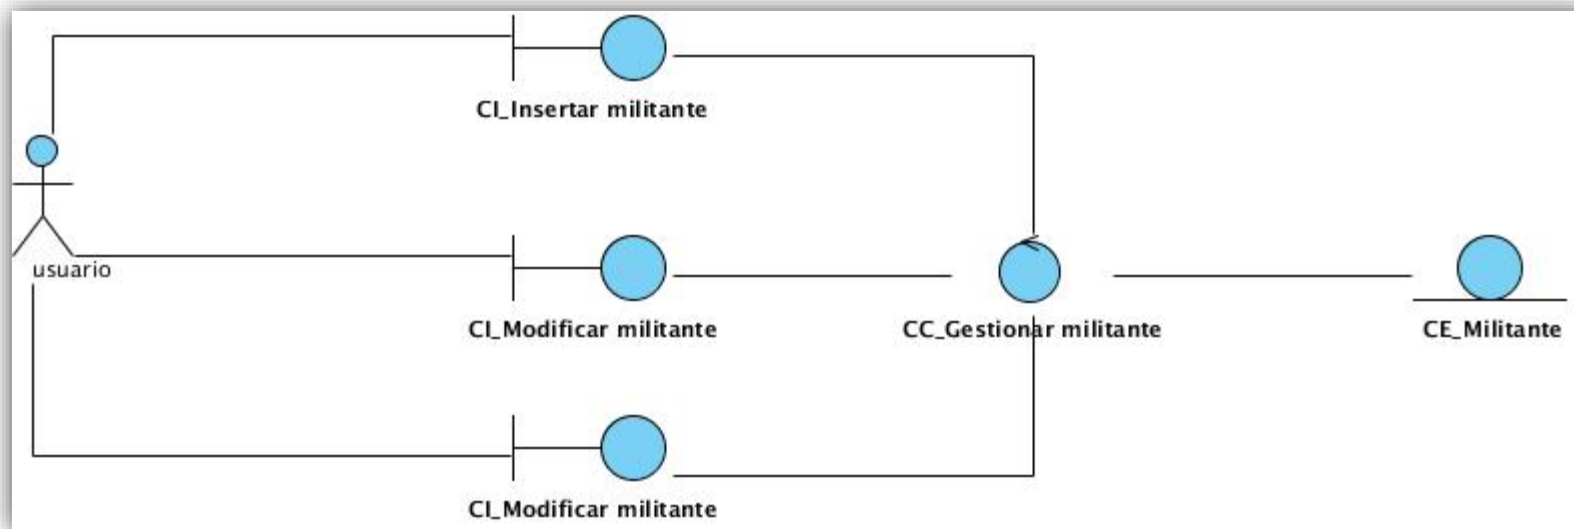 CI_Insertar militante
usuario
CI_Modificar militante
CC_Gestionar militante
CE_Militante
CI_Modificar militante